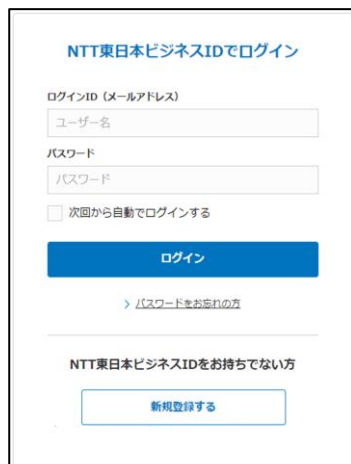 NTT東日本ビジネスIDでログイン
ログインID（メールアドレス）
ユーザー名
パスワード
パスワード
次回から自動でログインする
ログイン
> パスワードをお忘れの方
NTT東日本ビジネスIDをお持ちでない方
新規登録する